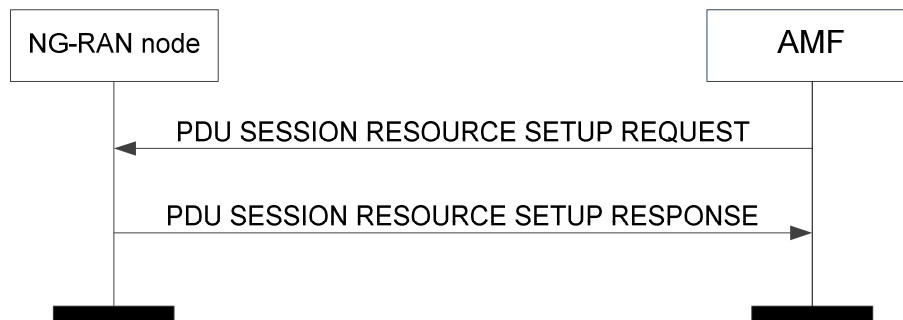 NG-RAN node
AMF
PDU SESSION RESOURCE SETUP REQUEST
PDU SESSION RESOURCE SETUP RESPONSE